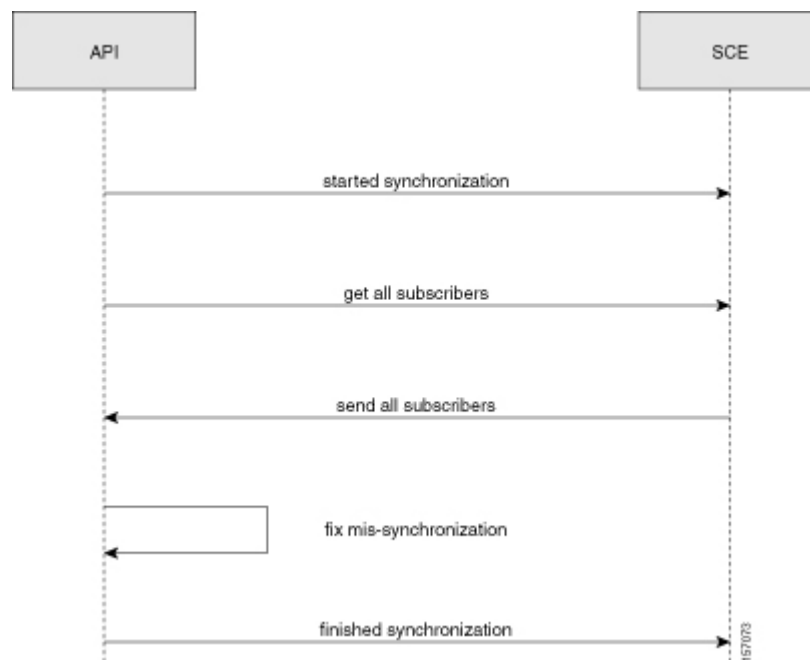 API
SCE
started synchronization
get all subscribers
send all subscribers
fix mis-synchronization
finished synchronization
157073